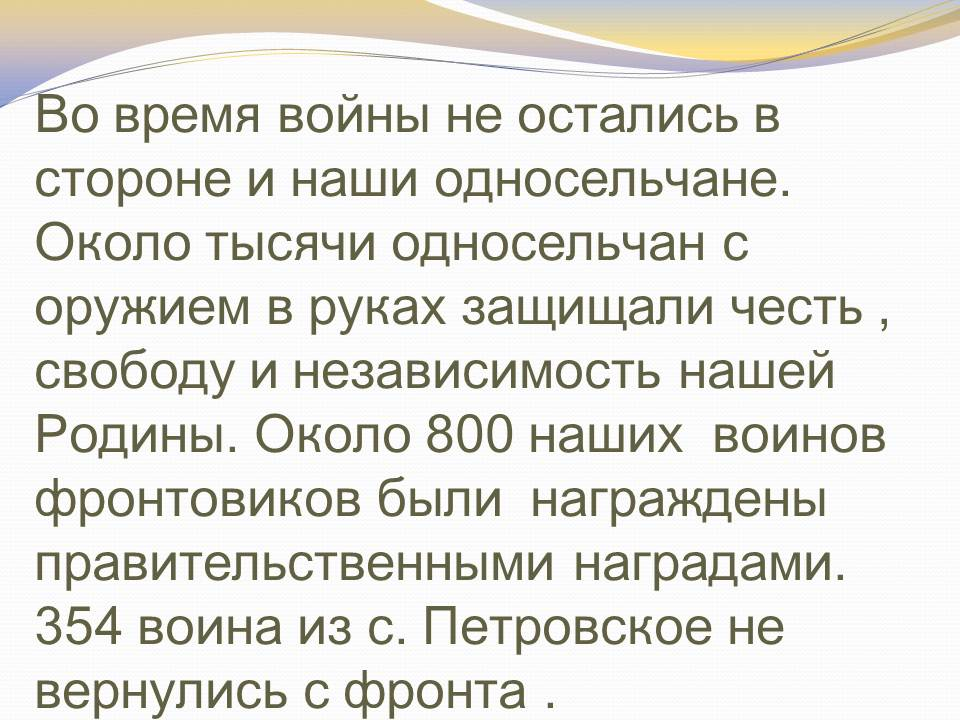 Во время войны не остались в
стороне и наши односельчане.
Около тысячи односельчан с
оружием в руках защищали честь ,
свободу и независимость нашей
Родины. Около 800 наших  воинов
фронтовиков были  награждены
правительственными наградами.
354 воина из с. Петровское не
вернулись с фронта .